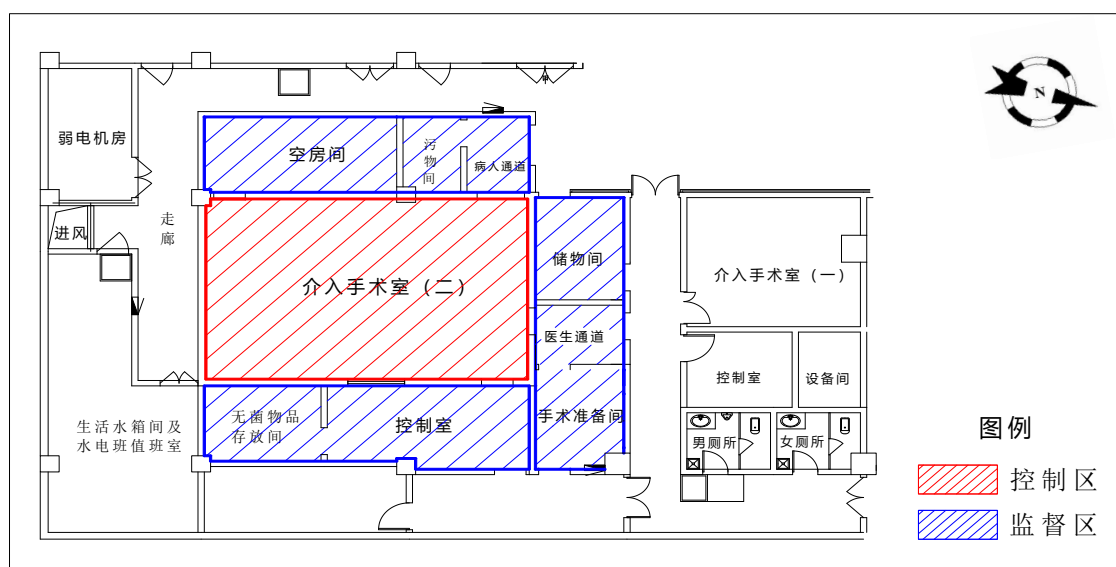 N
弱电机房
空房间
污
物
间
病人通道
走
廊
进风
储物间
介入手术室（一）
介入手术室（二）
医生通道
控制室
设备间
无菌物品
存放间
控制室
手术准备间
生活水箱间及
水电班值班室
男厕所
女厕所
图例
控制区
监督区